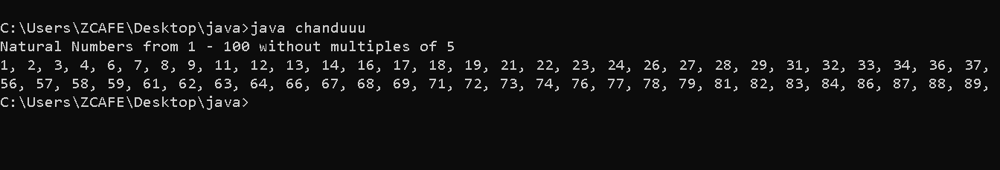 C:\Users\ZCAFE\Desktop\java>java chanduuu
Natural Numbers from 1 - 100 without multiples of 5
1, 2, 3, 4, 6, 7, 8, 9, 11, 12, 13, 14, 16, 17, 18, 19, 21, 22, 23, 24, 26, 27, 28, 29, 31, 32, 33, 34, 36, 37,
56, 57, 58, 59, 61, 62, 63, 64, 66, 67, 68, 69, 71, 72, 73, 74, 76, 77, 78, 79, 81, 82, 83, 84, 86, 87, 88, 89,
C:\Users\ZCAFE\Desktop\java>